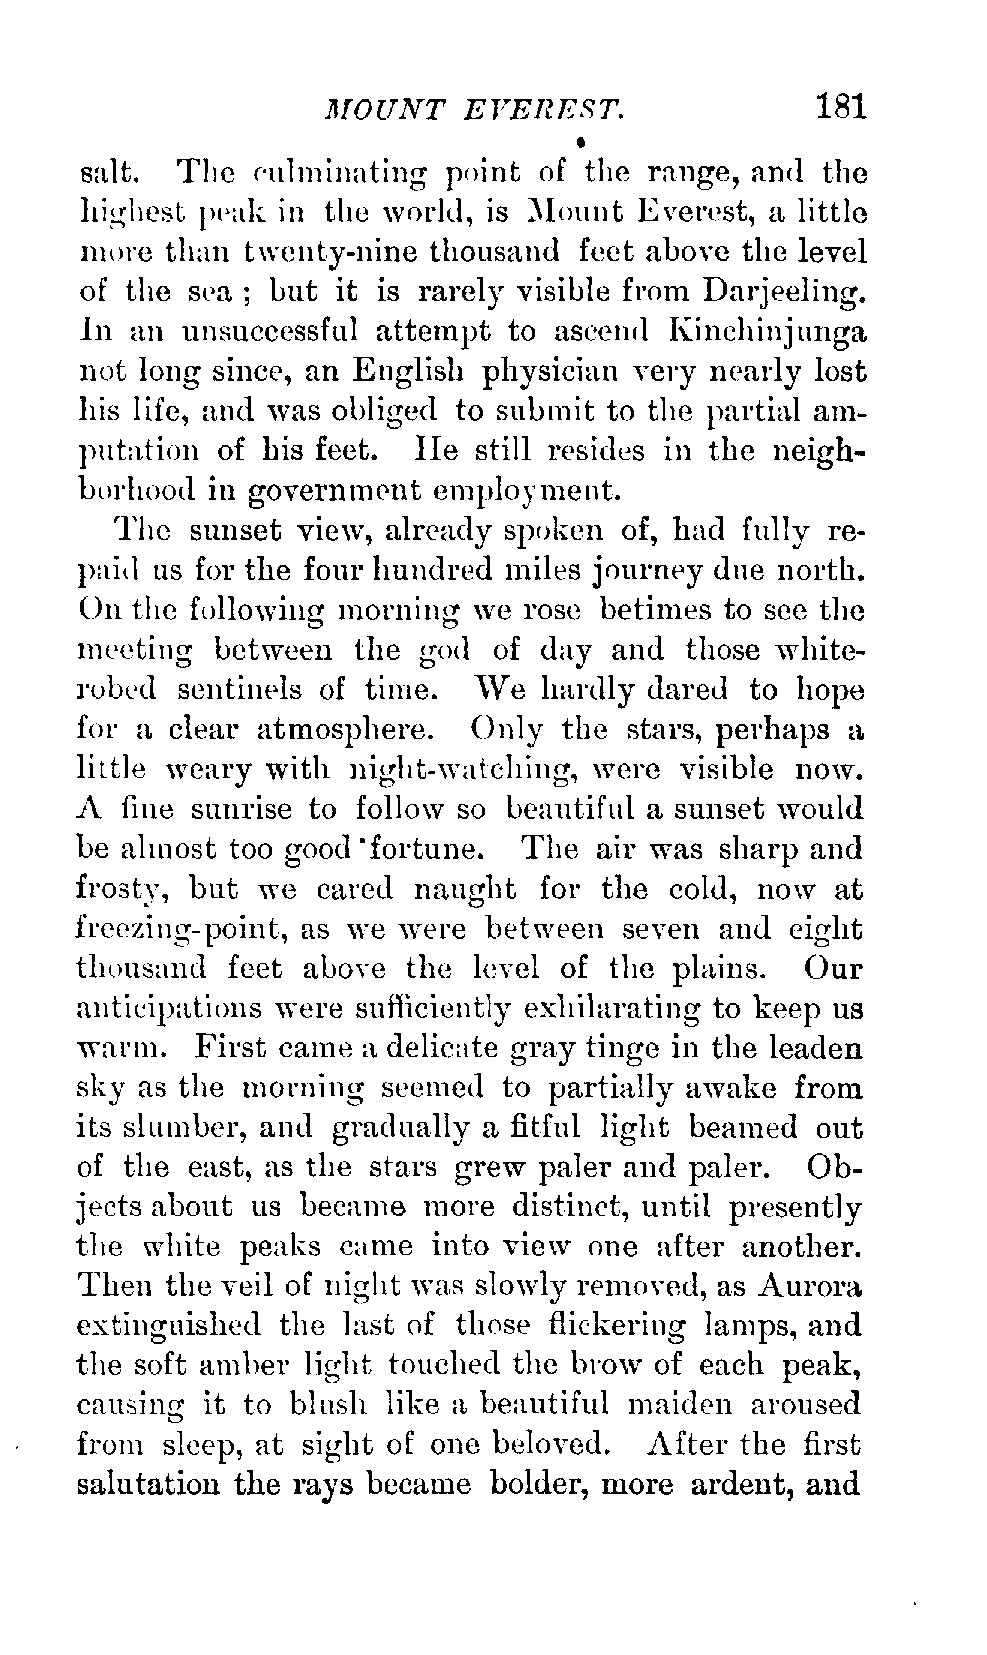 MOUNT EVEREST. 181
salt. The culminating point of the range, and the
highest peak in the world, is Mount Everest, a little
more than twenty-nine thousand feet above the level
of the sea ; but it is rarely visible from Darjeeling.
In an unsuccessful attempt to ascend Kinchinjunga
not long since, an English physician very nearly lost
his life, and was obliged to submit to the partial am-
putation of his feet. He still resides in the neigh-
borhood in government employment.
The sunset view, already spoken of, had fully re-
paid us for the four hundred miles journey due north.
On the following morning we rose betimes to see the
meeting between the god of day and those white-
robed sentinels of time. We hardly dared to hope
for a clear atmosphere. Only the stars, perhaps a
little weary with night-watching, were visible now.
A fine sunrise to follow so beautiful a sunset would
be almost too good fortune. The air was sharp and
frosty, but we cared naught for the cold, now at
freezing-point, as we were between seven and eight
thousand feet above the level of the plains. Our
anticipations were sufficiently exhilarating to keep us
warm. First came a delicate gray tinge in the leaden
sky as the morning seemed to partially awake from
its slumber, and gradually a fitful light beamed out
of the east, as the stars grew paler and paler. Ob-
jects about us became more distinct, until presently
the white peaks came into view one after another.
Then the veil of night was slowly removed, as Aurora
extinguished the last of those flickering lamps, and
the soft amber light touched the brow of each peak,
causing it to blush like a beautiful maiden aroused
from sleep, at sight of one beloved. After the first
salutation the rays became bolder, more ardent, and